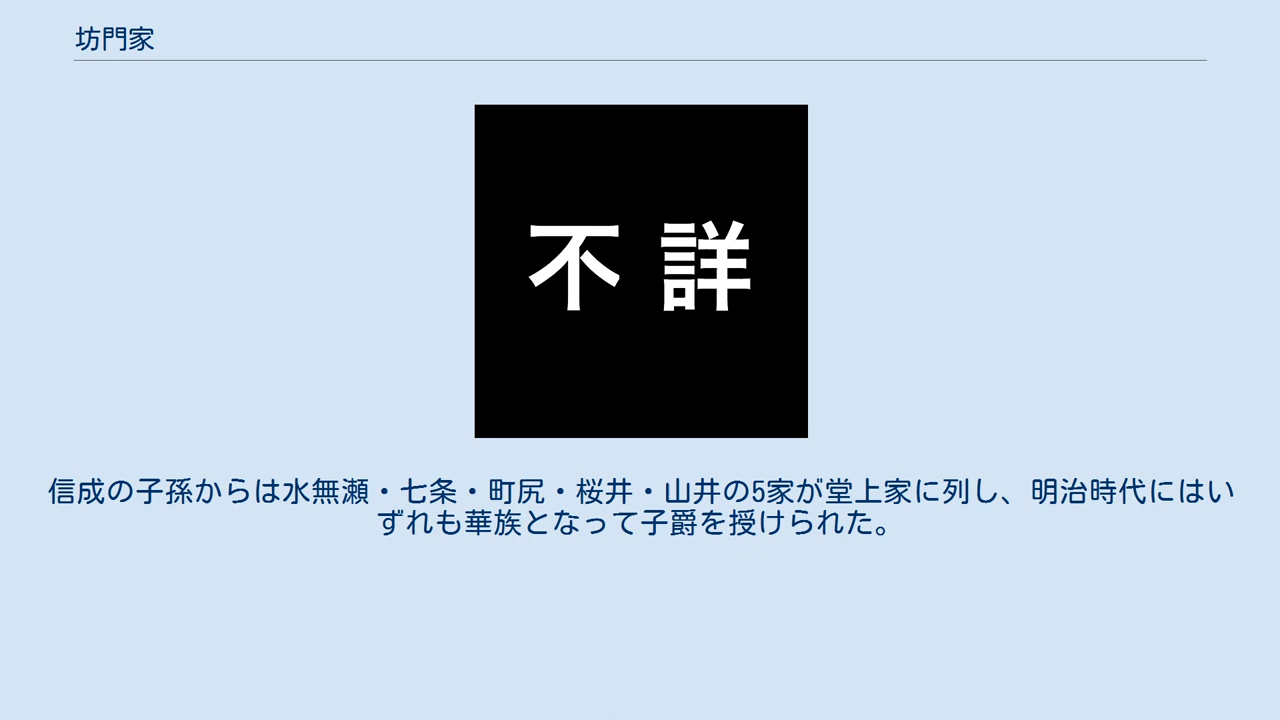 坊門家
不詳
信成の子孫からは水無瀬・七条・町尻・桜井・山井の5家が堂上家に列し、明治時代にはい
ずれも華族となって子爵を授けられた。